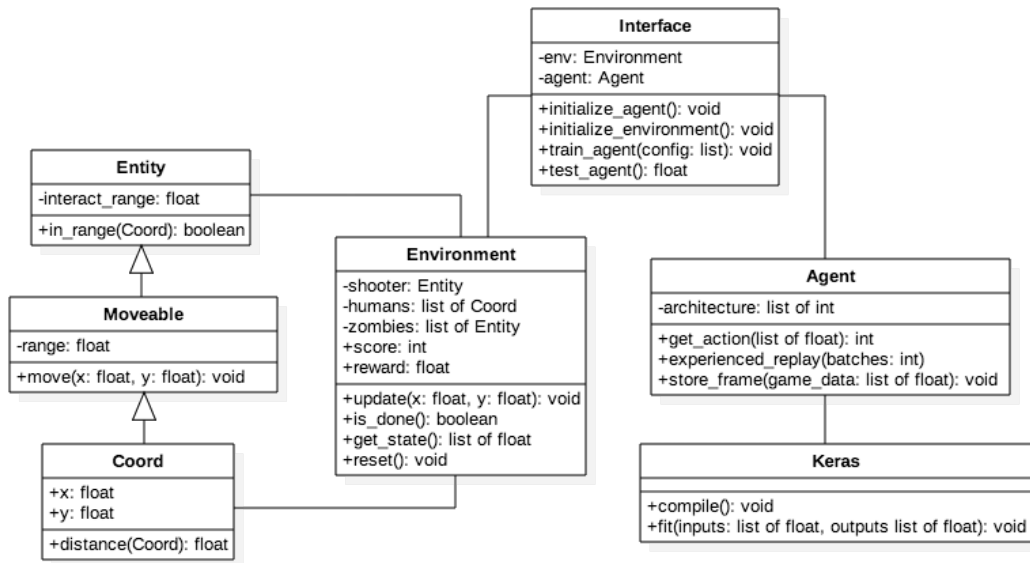 Interface
-env: Environment
-agent: Agent
+initialize_agent(): void
+initialize_environment(): void
+train_agent(config: list): void
+test_agent(): float
Entity
-interact_range: float
+in_range(Coord): boolean
Moveable
-range: float
+move(x: float, y: float): void
Coord
+x: float
+y: float
+distance(Coord): float
Environment
-shooter: Entity
-humans: list of Coord
-zombies: list of Entity
+score: int
+reward: float
+update(x: float, y: float): void
+is_done(): boolean
+get_state(): list of float
+reset(): void
Agent
-architecture: list of int
+get_action(list of float): int
+experienced_replay(batches: int)
+store_frame(game_data: list of float): void
Keras
+compile(): void
+fit(inputs: list of float, outputs list of float): void